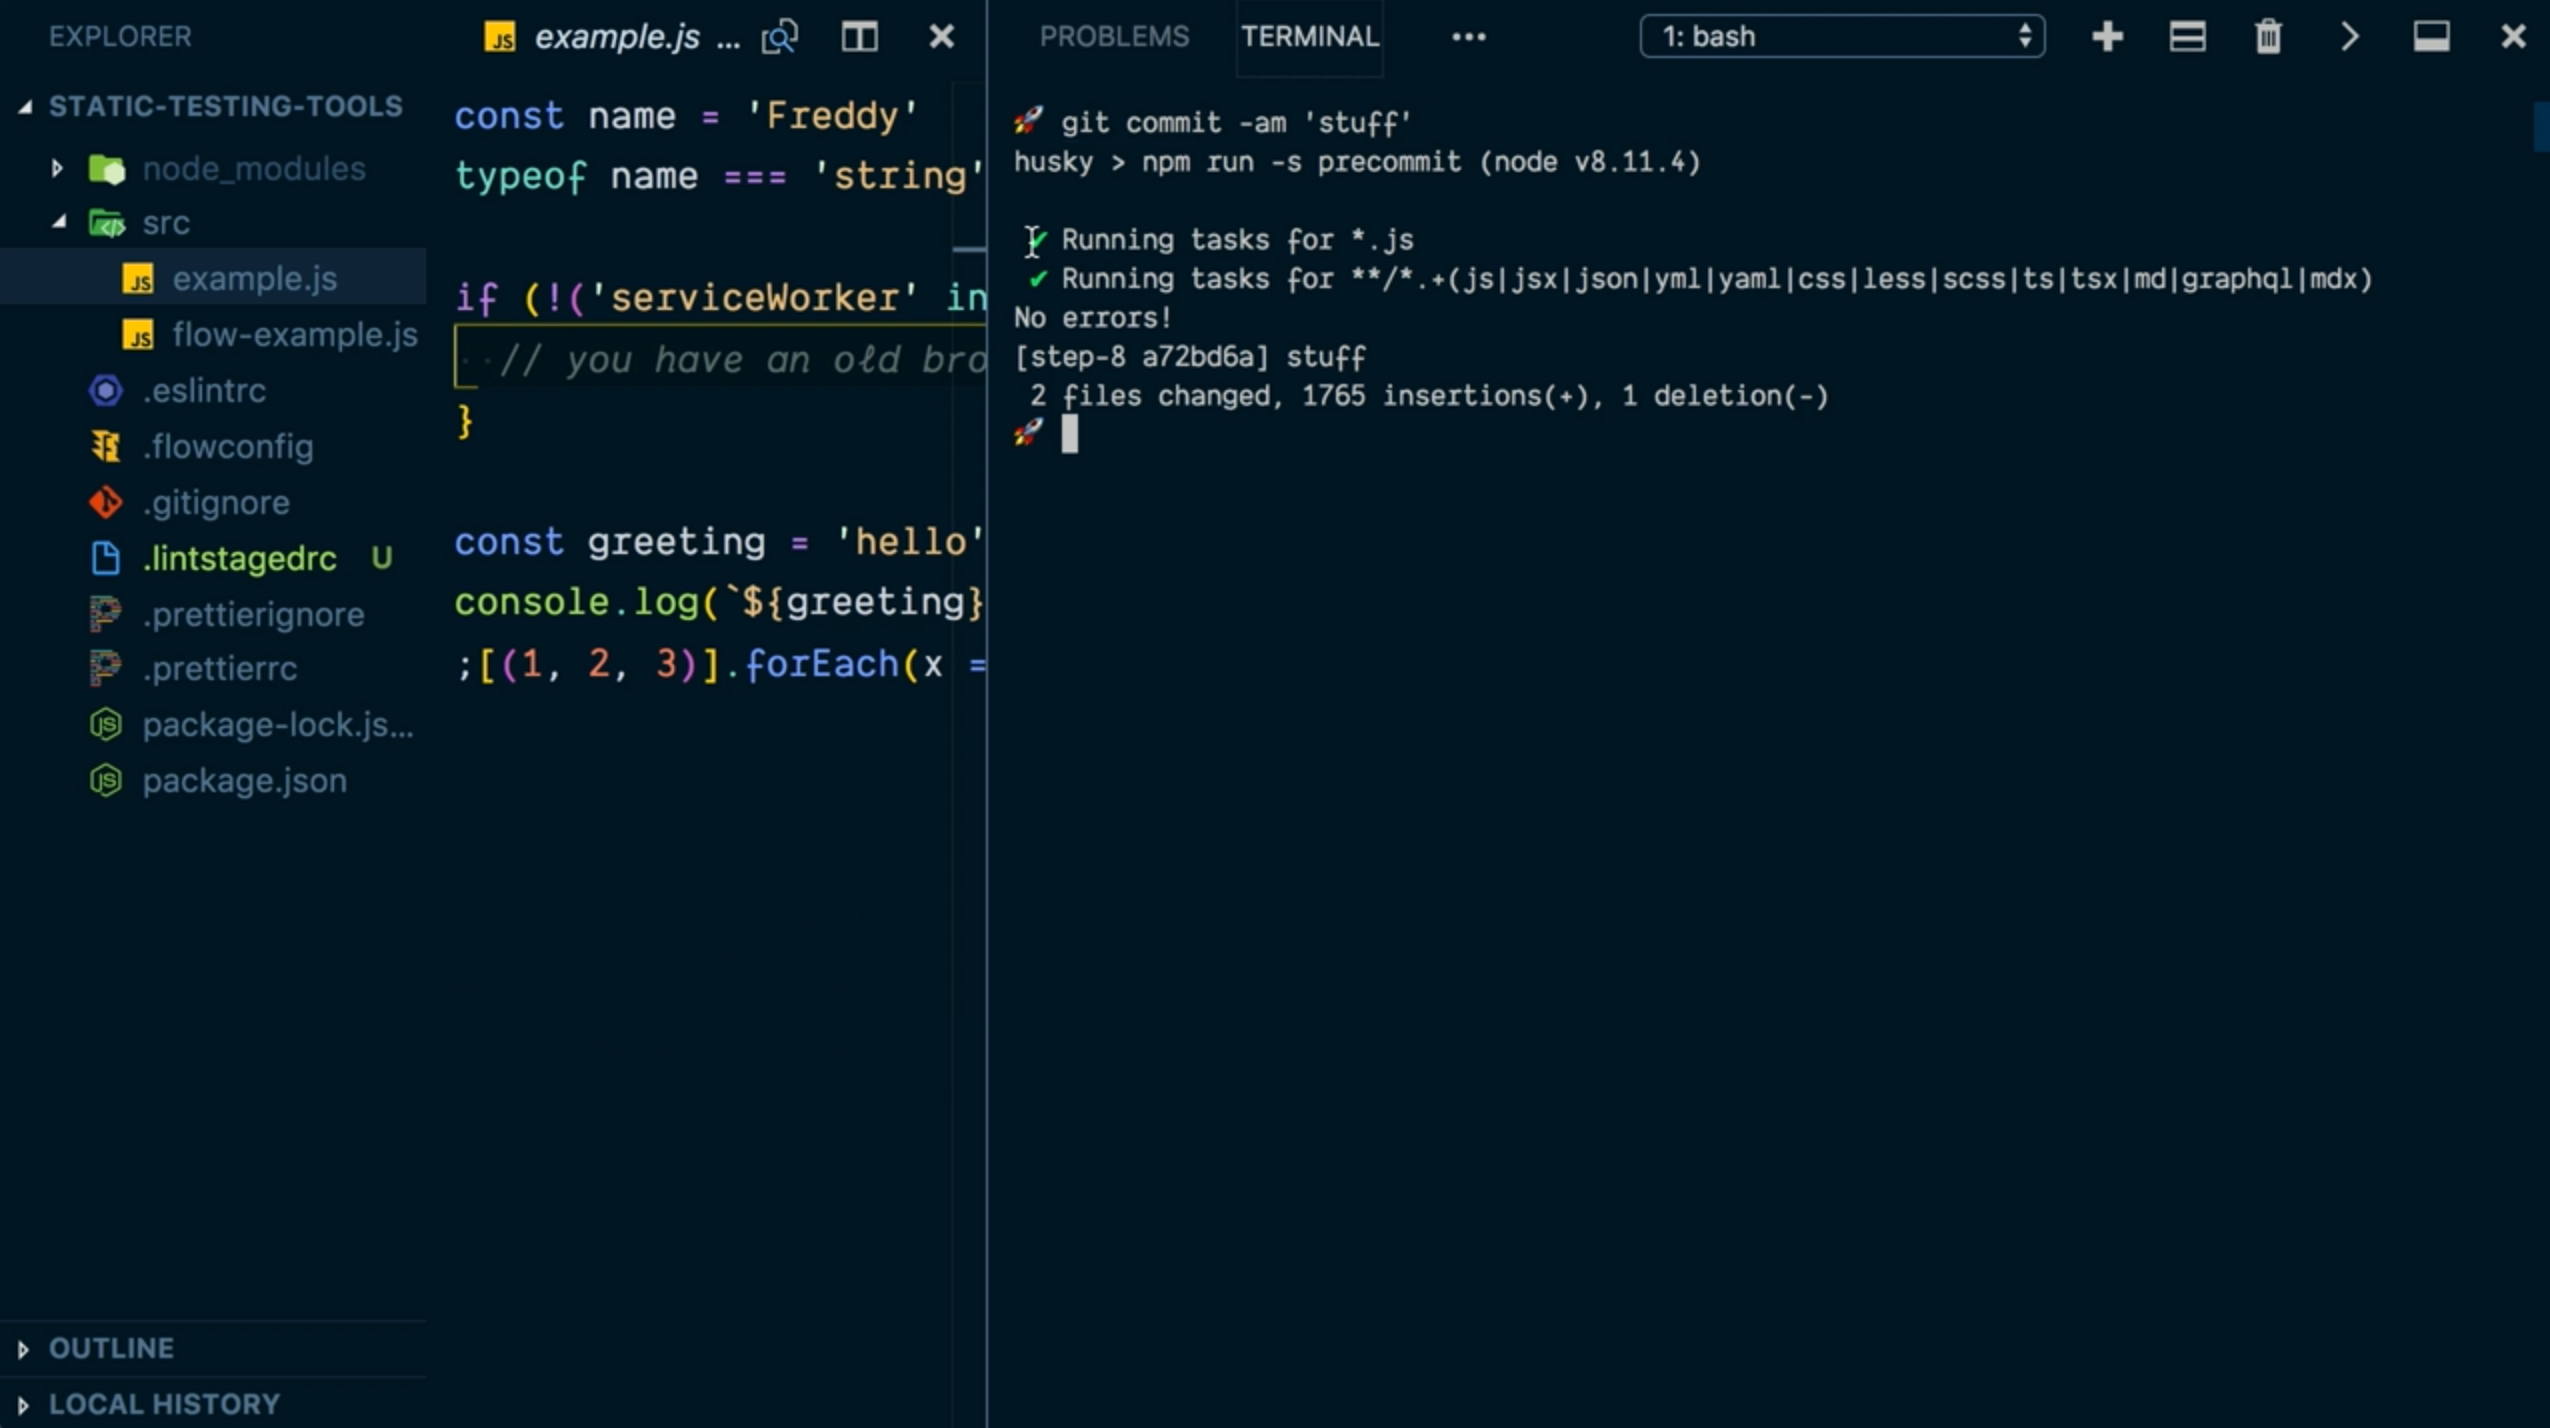 EXPLORER
STATIC-TESTING-TOOLS
node_modules
src
JS example.js
JS flow-example.js
.eslintrc
.flowconfig
.gitignore
.lintstagedrc U
.prettierignore
.prettierrc
package-lock.js...
package.json
OUTLINE
LOCAL HISTORY
JS example.js ...
const name = 'Freddy'
typeof name === 'string'
if (!('serviceWorker' in
// you have an old bro
}
const greeting = 'hello'
console.log(`${greeting}
;[(1, 2, 3)].forEach(x =
PROBLEMS TERMINAL ... 1: bash
🚀 git commit -am 'stuff'
husky > npm run -s precommit (node v8.11.4)
✔ Running tasks for *.js
✔ Running tasks for **/*.+(js|jsx|json|yml|yaml|css|less|scss|ts|tsx|md|graphql|mdx)
No errors!
[step-8 a72bd6a] stuff
2 files changed, 1765 insertions(+), 1 deletion(-)
🚀